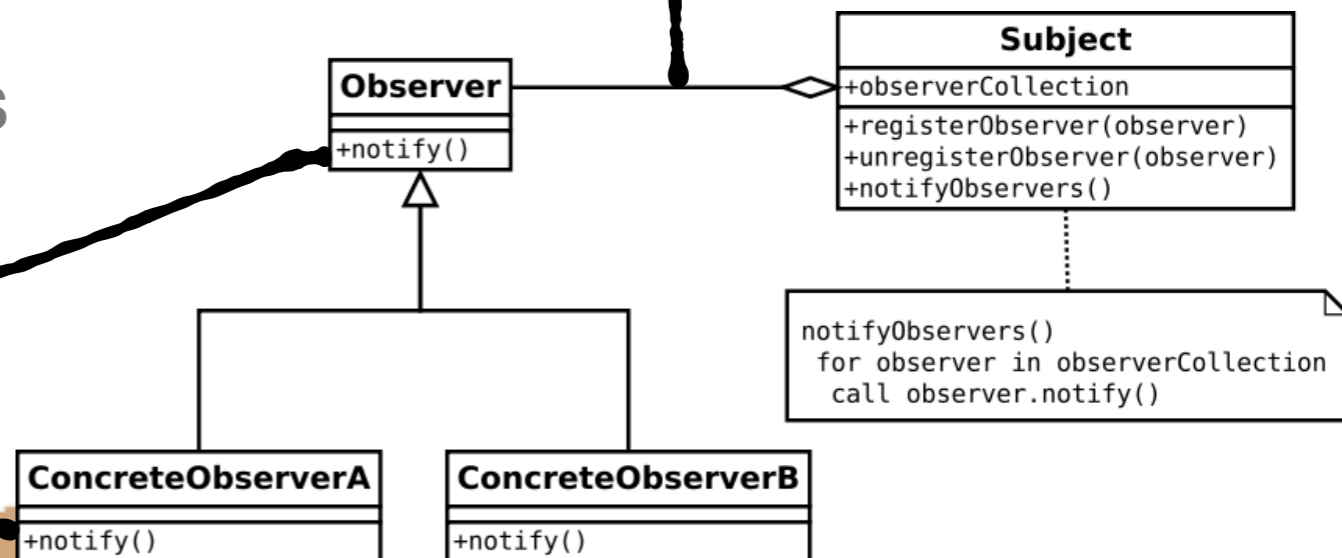 Observer
+notify()
Subject
+observerCollection
+registerObserver(observer)
+unregisterObserver(observer)
+notifyObservers()
notifyObservers()
for observer in observerCollection
call observer.notify()
ConcreteObserverA
+notify()
ConcreteObserverB
+notify()